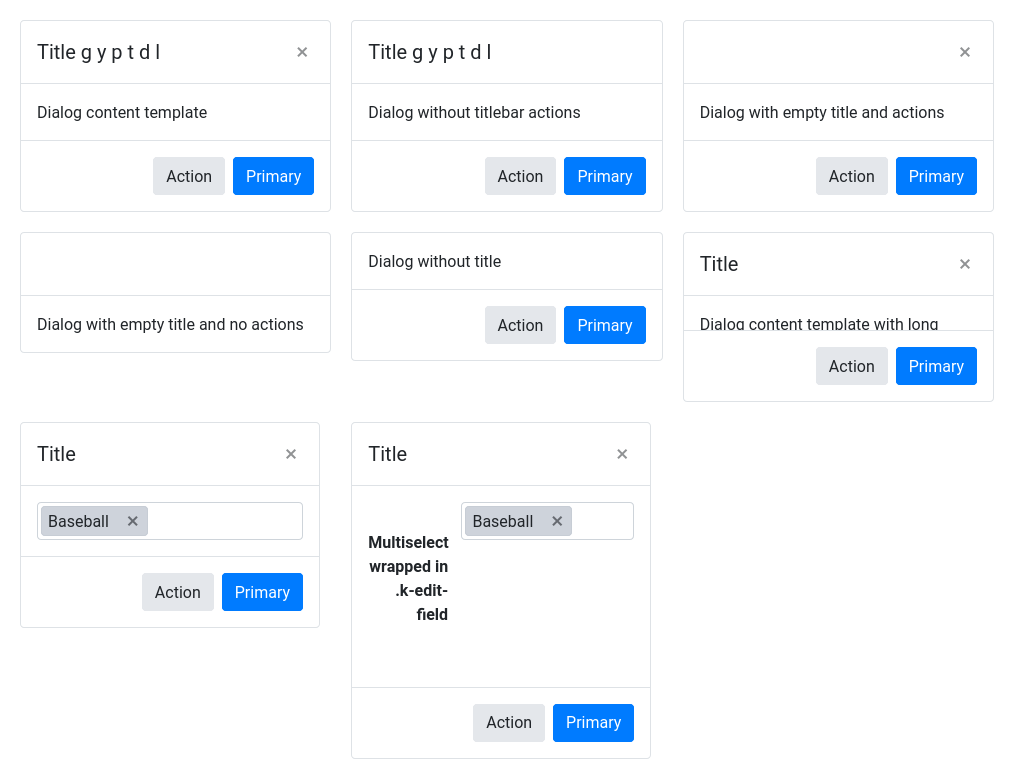 Title g y p t d l ×
Dialog content template
Action Primary
Title g y p t d l
Dialog without titlebar actions
Action Primary
×
Dialog with empty title and actions
Action Primary
Dialog with empty title and no actions
Dialog without title
Action Primary
Title ×
Dialog content template with long
Action Primary
Title ×
Baseball ×
Action Primary
Title ×
Multiselect
wrapped in
.k-edit-
field
Baseball ×
Action Primary